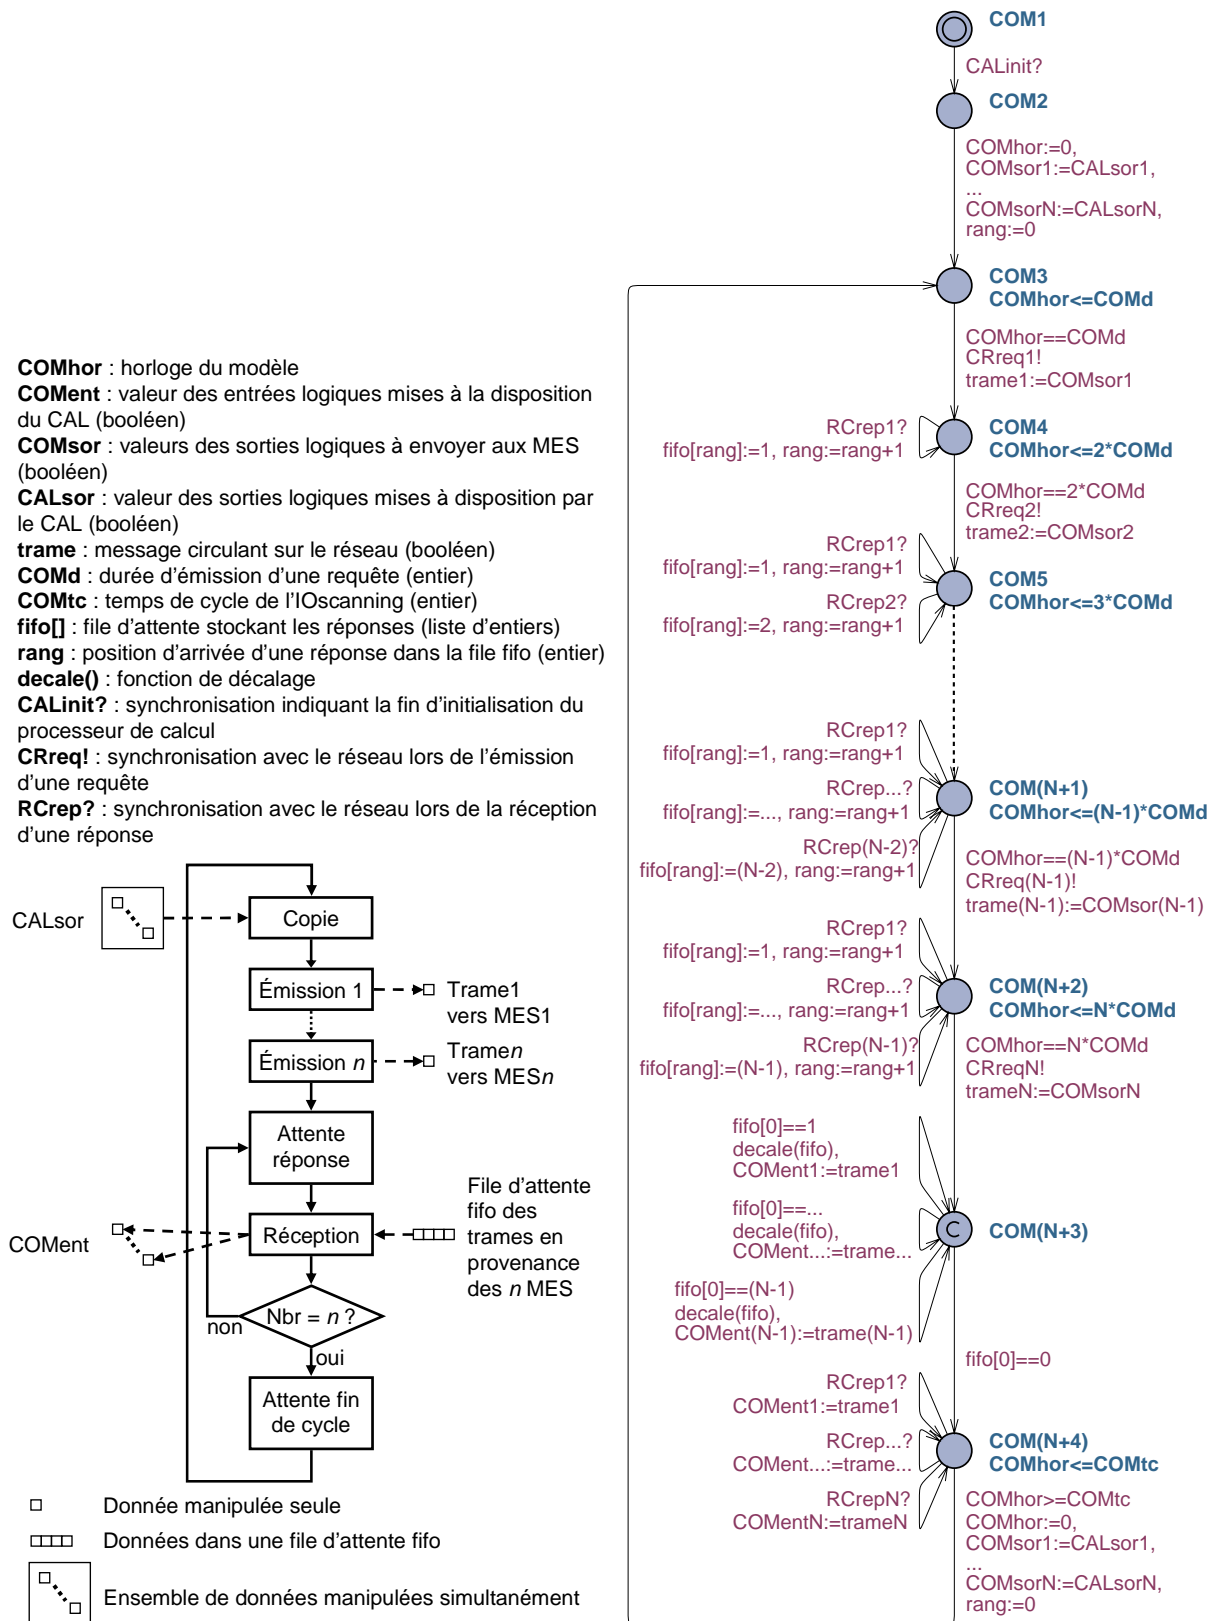 COMhor : horloge du modèle
COMent : valeur des entrées logiques mises à la disposition
du CAL (booléen)
COMsor : valeurs des sorties logiques à envoyer aux MES
(booléen)
CALsor : valeur des sorties logiques mises à disposition par
le CAL (booléen)
trame : message circulant sur le réseau (booléen)
COMd : durée d'émission d'une requête (entier)
COMtc : temps de cycle de l'IOscanning (entier)
fifo[] : file d'attente stockant les réponses (liste d'entiers)
rang : position d'arrivée d'une réponse dans la file fifo (entier)
decale() : fonction de décalage
CALinit? : synchronisation indiquant la fin d'initialisation du
processeur de calcul
CRreq! : synchronisation avec le réseau lors de l'émission
d'une requête
RCrep? : synchronisation avec le réseau lors de la réception
d'une réponse
CALsor
Copie
Émission 1
Trame1
vers MES1
Émission n
Tramen
vers MESn
Attente
réponse
Réception
COMent
File d'attente
fifo des
trames en
provenance
des n MES
Nbr = n ?
non
oui
Attente fin
de cycle
Donnée manipulée seule
Données dans une file d'attente fifo
Ensemble de données manipulées simultanément
COM1
CALinit?
COM2
COMhor:=0,
COMsor1:=CALsor1,
...
COMsorN:=CALsorN,
rang:=0
COM3
COMhor<=COMd
COMhor==COMd
CRreq1!
trame1:=COMsor1
RCrep1?
fifo[rang]:=1, rang:=rang+1
COM4
COMhor<=2*COMd
COMhor==2*COMd
CRreq2!
trame2:=COMsor2
RCrep1?
fifo[rang]:=1, rang:=rang+1
RCrep2?
fifo[rang]:=2, rang:=rang+1
COM5
COMhor<=3*COMd
RCrep1?
fifo[rang]:=1, rang:=rang+1
RCrep...?
fifo[rang]:=..., rang:=rang+1
RCrep(N-2)?
fifo[rang]:=(N-2), rang:=rang+1
COM(N+1)
COMhor<=(N-1)*COMd
COMhor==(N-1)*COMd
CRreq(N-1)!
trame(N-1):=COMsor(N-1)
RCrep1?
fifo[rang]:=1, rang:=rang+1
RCrep...?
fifo[rang]:=..., rang:=rang+1
RCrep(N-1)?
fifo[rang]:=(N-1), rang:=rang+1
COM(N+2)
COMhor<=N*COMd
COMhor==N*COMd
CRreqN!
trameN:=COMsorN
fifo[0]==1
decale(fifo),
COMent1:=trame1
fifo[0]==...
decale(fifo),
COMent...:=trame...
fifo[0]==(N-1)
decale(fifo),
COMent(N-1):=trame(N-1)
C
COM(N+3)
fifo[0]==0
RCrep1?
COMent1:=trame1
RCrep...?
COMent...:=trame...
RCrepN?
COMentN:=trameN
COM(N+4)
COMhor<=COMtc
COMhor>=COMtc
COMhor:=0,
COMsor1:=CALsor1,
...
COMsorN:=CALsorN,
rang:=0